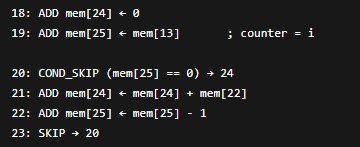 18: ADD mem[24] ← 0
19: ADD mem[25] ← mem[13] ; counter = i
20: COND_SKIP (mem[25] == 0) → 24
21: ADD mem[24] ← mem[24] + mem[22]
22: ADD mem[25] ← mem[25] - 1
23: SKIP → 20